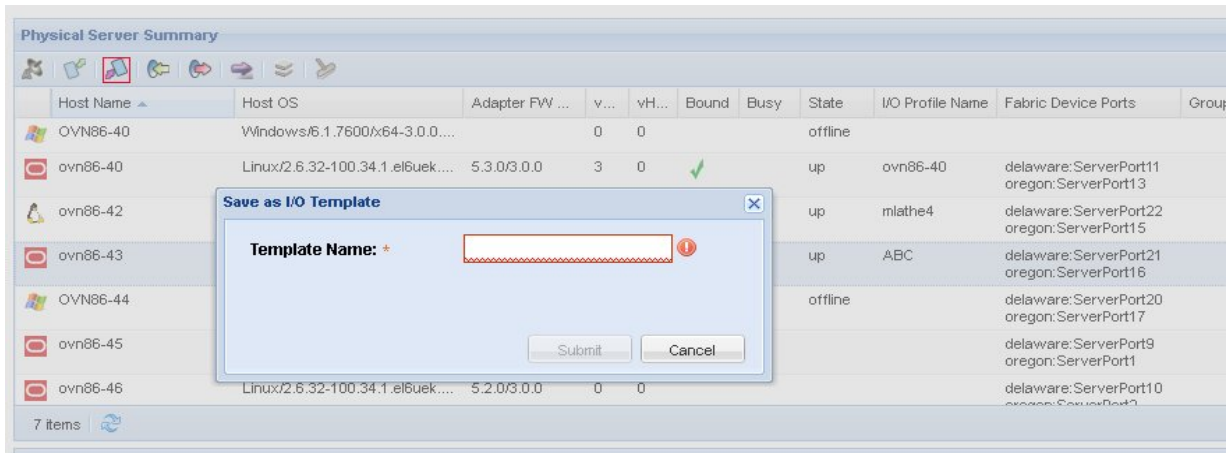 Physical Server Summary
Host Name Host OS Adapter FW ... v... vH... Bound Busy State I/O Profile Name Fabric Device Ports Group
OVN86-40 Windows/6.1.7600/x64-3.0.0.... 0 0 offline
ovn86-40 Linux/2.6.32-100.34.1.el6uek.... 5.3.0/3.0.0 3 0 up ovn86-40 delaware:ServerPort11
oregon:ServerPort13
Save as I/O Template
ovn86-42 up mlathe4 delaware:ServerPort22
oregon:ServerPort15
Template Name: *
ovn86-43 up ABC delaware:ServerPort21
oregon:ServerPort16
OVN86-44 offline delaware:ServerPort20
oregon:ServerPort17
ovn86-45 delaware:ServerPort9
oregon:ServerPort1
Submit Cancel
ovn86-46 Linux/2.6.32-100.34.1.el6uek.... 5.2.0/3.0.0 0 0 delaware:ServerPort10
oregon:ServerPort2
7 items